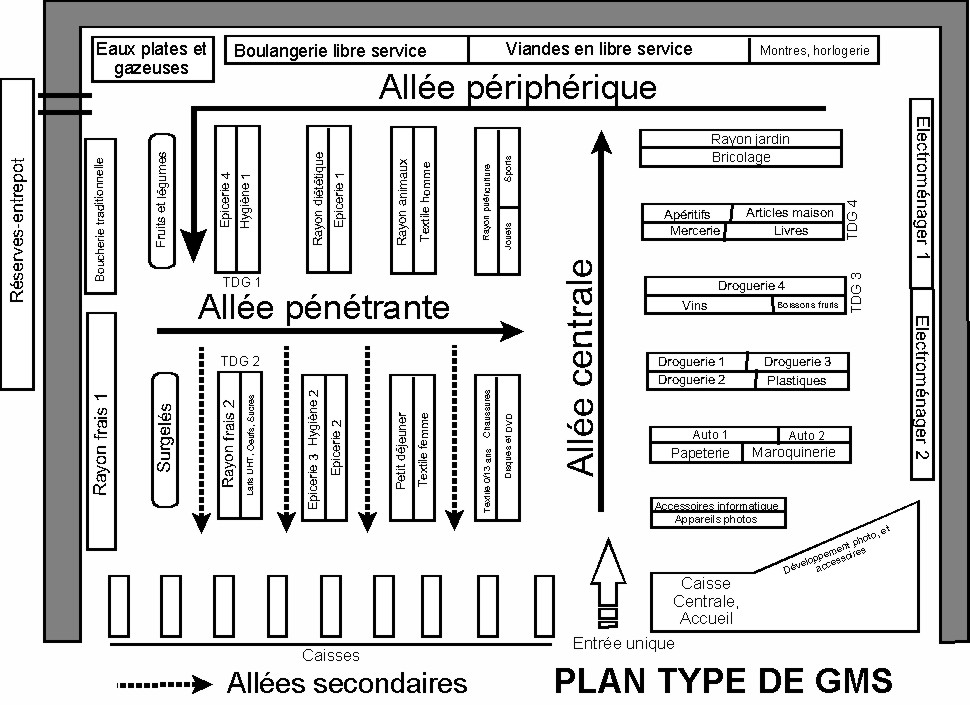 Eaux plates et
gazeuses
Boulangerie libre service
Viandes en libre service
Montres, horlogerie
Allée périphérique
Réserves-entrepot
Boucherie traditionnelle
Fruits et légumes
Epicerie 4
Hygiène 1
Rayon diététique
Epicerie 1
Rayon animaux
Textile homme
Rayon puériculture
Sports
Jouets
Rayon jardin
Bricolage
Apéritifs
Articles maison
Mercerie
Livres
TDG 4
Electroménager 1
TDG 1
Allée pénétrante
Allée centrale
Droguerie 4
Vins
Boissons fruits
TDG 3
TDG 2
Rayon frais 1
Surgelés
Rayon frais 2
Laris UHT, Oeufs, Sucres
Epicerie 3 Hygiène 2
Epicerie 2
Petit déjeuner
Textile femme
Textile 0/13 ans Chaussures
Disques et DVD
Droguerie 1
Droguerie 3
Droguerie 2
Plastiques
Electroménager 2
Auto 1
Auto 2
Papeterie
Maroquinerie
Accessoires informatique
Appareils photos
Développement photo, et
accessoires
Caisse
Centrale,
Accueil
Entrée unique
Caisses
Allées secondaires
PLAN TYPE DE GMS